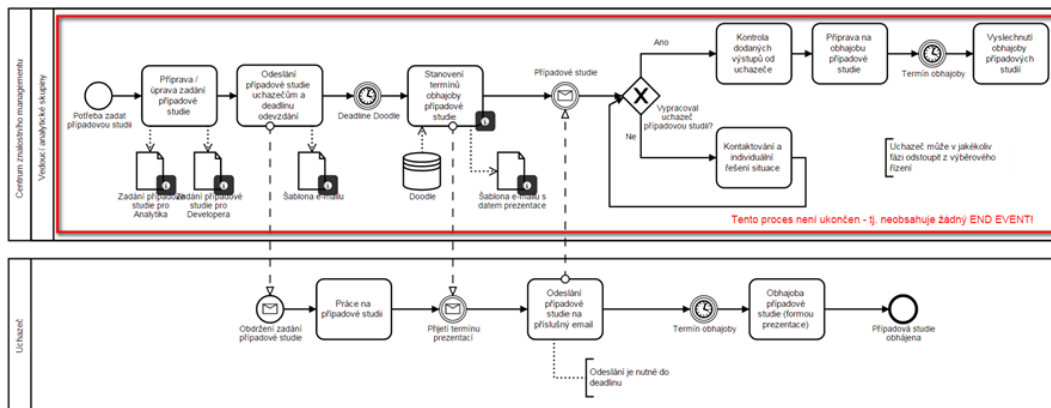 Centrum znalostního managementu
Vedoucí analytické skupiny
Potřeba zadat
případovou studii
Příprava /
úprava zadání
případové
studie
Odeslání
případové studie
uchazečům a
deadlinu
odevzdání
Deadline Doodle
Stanovení
termínů
obhajoby
případové
studie
Případové studie
Vypracoval
uchazeč
případovou studii?
Ano
Ne
Kontrola
dodaných
výstupů od
uchazeče
Příprava na
obhajobu
případové
studie
Termín obhajoby
Vyslechnutí
obhajoby
případových
studií
Kontaktování a
individuální
řešení situace
Uchazeč může v jakékoliv
fázi odstoupit z výběrového
řízení
Zadání případové
studie pro
Analytika
Zadání případové
studie pro
Developera
Šablona e-mailu
Doodle
Šablona e-mailu s
datem prezentace
Tento proces není ukončen - tj. neobsahuje žádný END EVENT!
Uchazeč
Obdržení zadání
případové studie
Práce na
případové studii
Přijetí termínu
prezentací
Odeslání
případové
studie na
příslušný email
Termín obhajoby
Obhajoba
případové
studie (formou
prezentace)
Případová studie
obhájena
Odeslání je nutné do
deadlinu